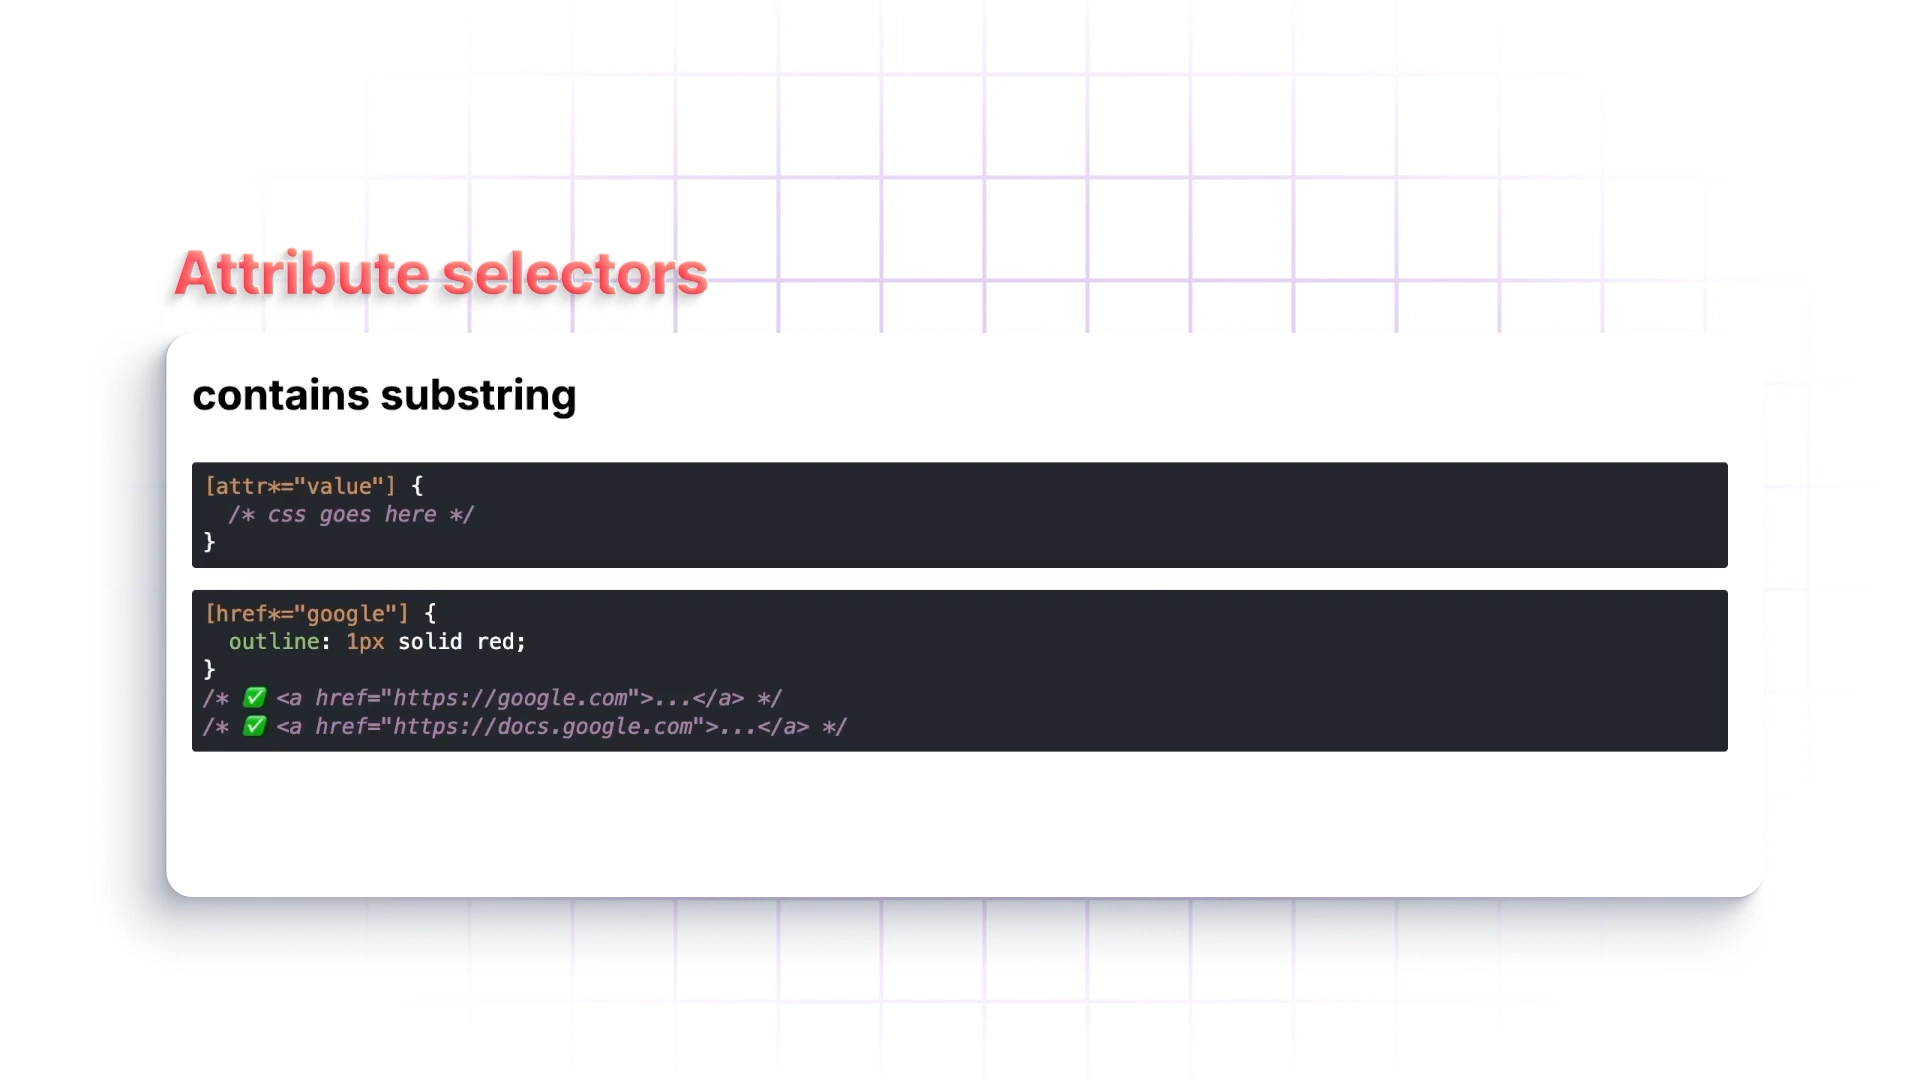 Attribute selectors
contains substring
[attr*="value"] {
  /* css goes here */
}
[href*="google"] {
  outline: 1px solid red;
}
/* ✅ <a href="https://google.com">...</a> */
/* ✅ <a href="https://docs.google.com">...</a> */